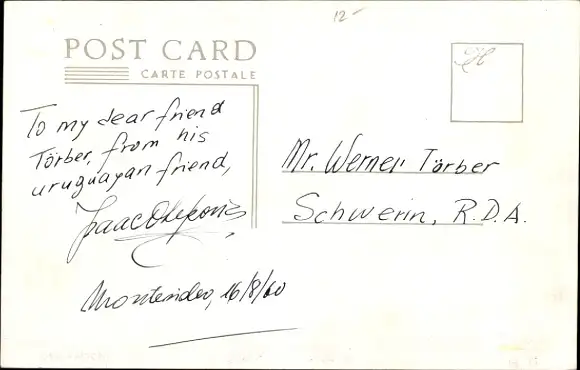 12-
POST CARD
CARTE POSTALE
To my dear friend
Törber, from his
uruguayan friend,
Mr. Werner Törber
Schwerin, R.D.A.
Montevideo, 16/8/60